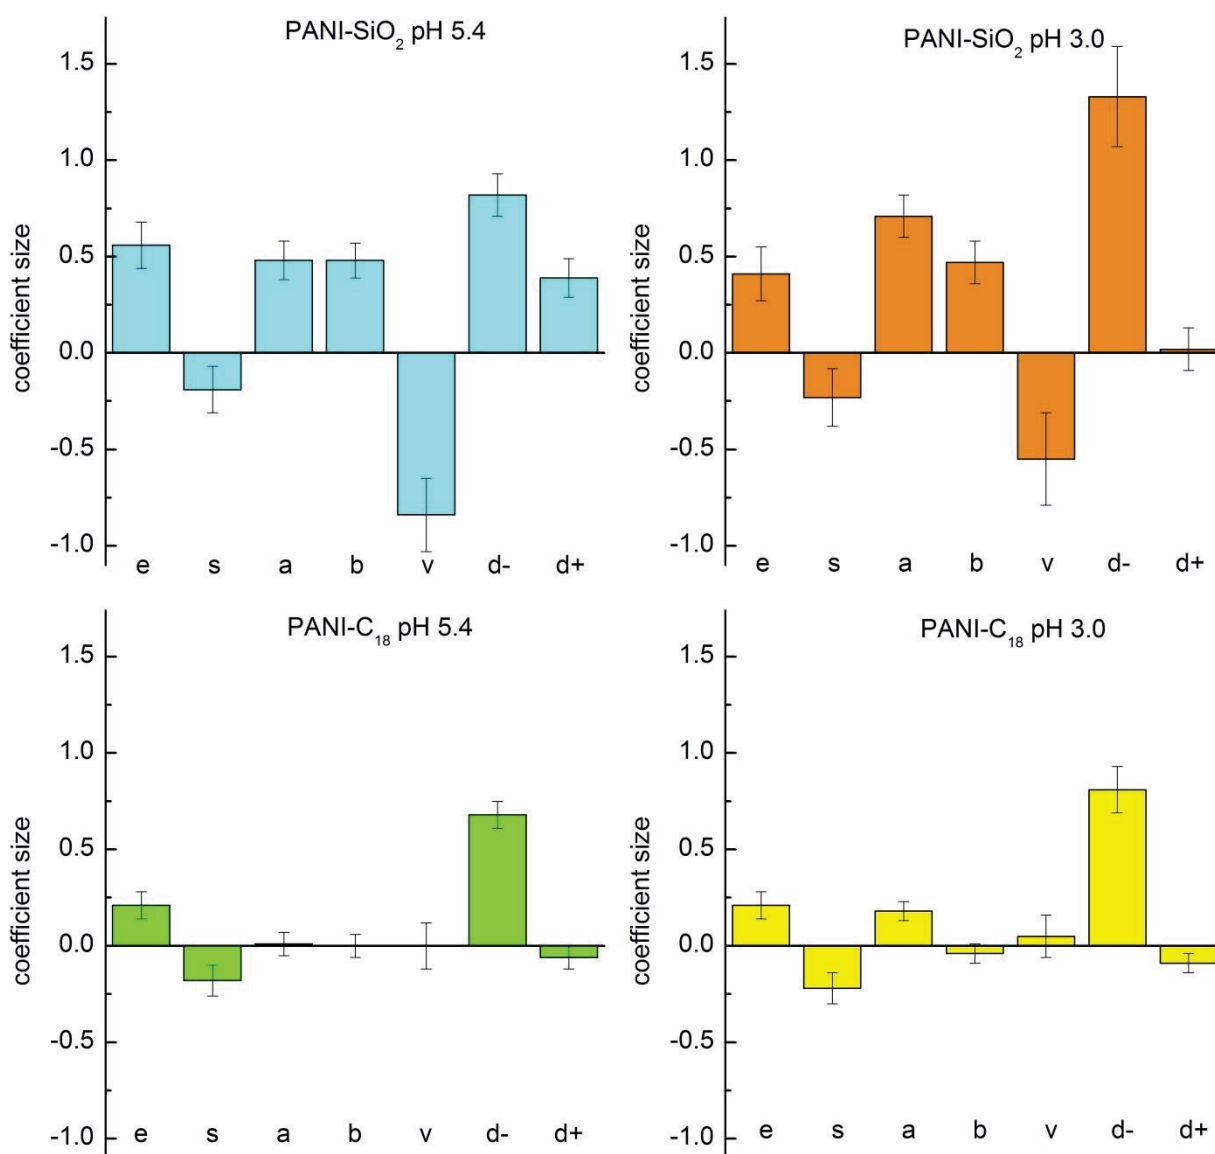 PANI-SiO₂ pH 5.4
coefficient size
1.5
1.0
0.5
0.0
-0.5
-1.0
e s a b v d- d+
PANI-SiO₂ pH 3.0
coefficient size
1.5
1.0
0.5
0.0
-0.5
-1.0
e s a b v d- d+
PANI-C₁₈ pH 5.4
coefficient size
1.5
1.0
0.5
0.0
-0.5
-1.0
e s a b v d- d+
PANI-C₁₈ pH 3.0
coefficient size
1.5
1.0
0.5
0.0
-0.5
-1.0
e s a b v d- d+